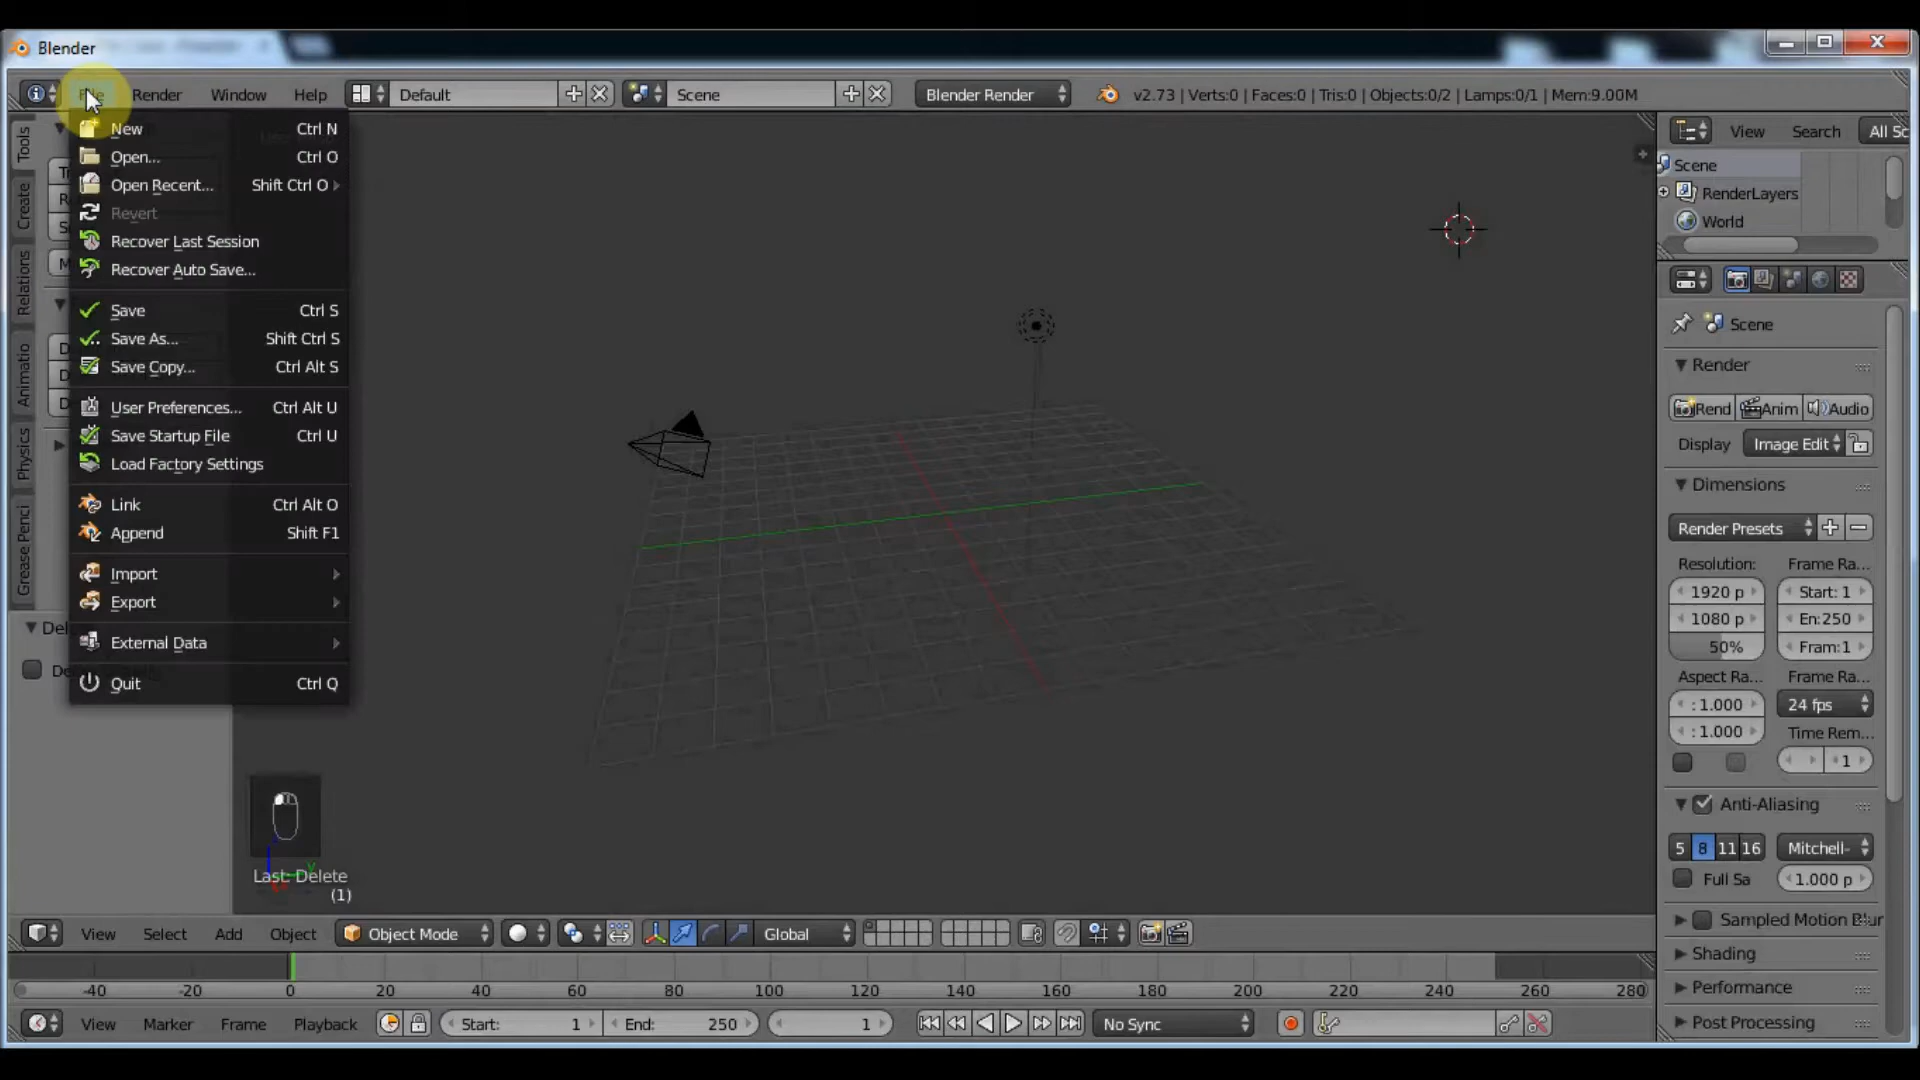 Blender
File Render Window Help Default Scene Blender Render v2.73 | Verts:0 | Faces:0 | Tris:0 | Objects:0/2 | Lamps:0/1 | Mem:9.00M
New Ctrl N
Open... Ctrl O
Open Recent... Shift Ctrl O
Revert
Recover Last Session
Recover Auto Save...
Save Ctrl S
Save As... Shift Ctrl S
Save Copy... Ctrl Alt S
User Preferences... Ctrl Alt U
Save Startup File Ctrl U
Load Factory Settings
Link Ctrl Alt O
Append Shift F1
Import
Export
External Data
Quit Ctrl Q
Tools
Create
Relations
Animatio
Physics
Grease Penci
Last: Delete
(1)
View Search All Sc
Scene
RenderLayers
World
Scene
Render
Rend Anim Audio
Display Image Edit
Dimensions
Render Presets
Resolution: Frame Ra...
1920 p Start: 1
1080 p En:250
50% Fram:1
Aspect Ra... Frame Ra...
: 1.000 24 fps
: 1.000 Time Rem...
1
Anti-Aliasing
5 8 11 16 Mitchell-
Full Sa 1.000 p
Sampled Motion Blur
Shading
Performance
Post Processing
View Select Add Object Object Mode Global
-40 -20 0 20 40 60 80 100 120 140 160 180 200 220 240 260 280
View Marker Frame Playback Start: 1 End: 250 1 No Sync